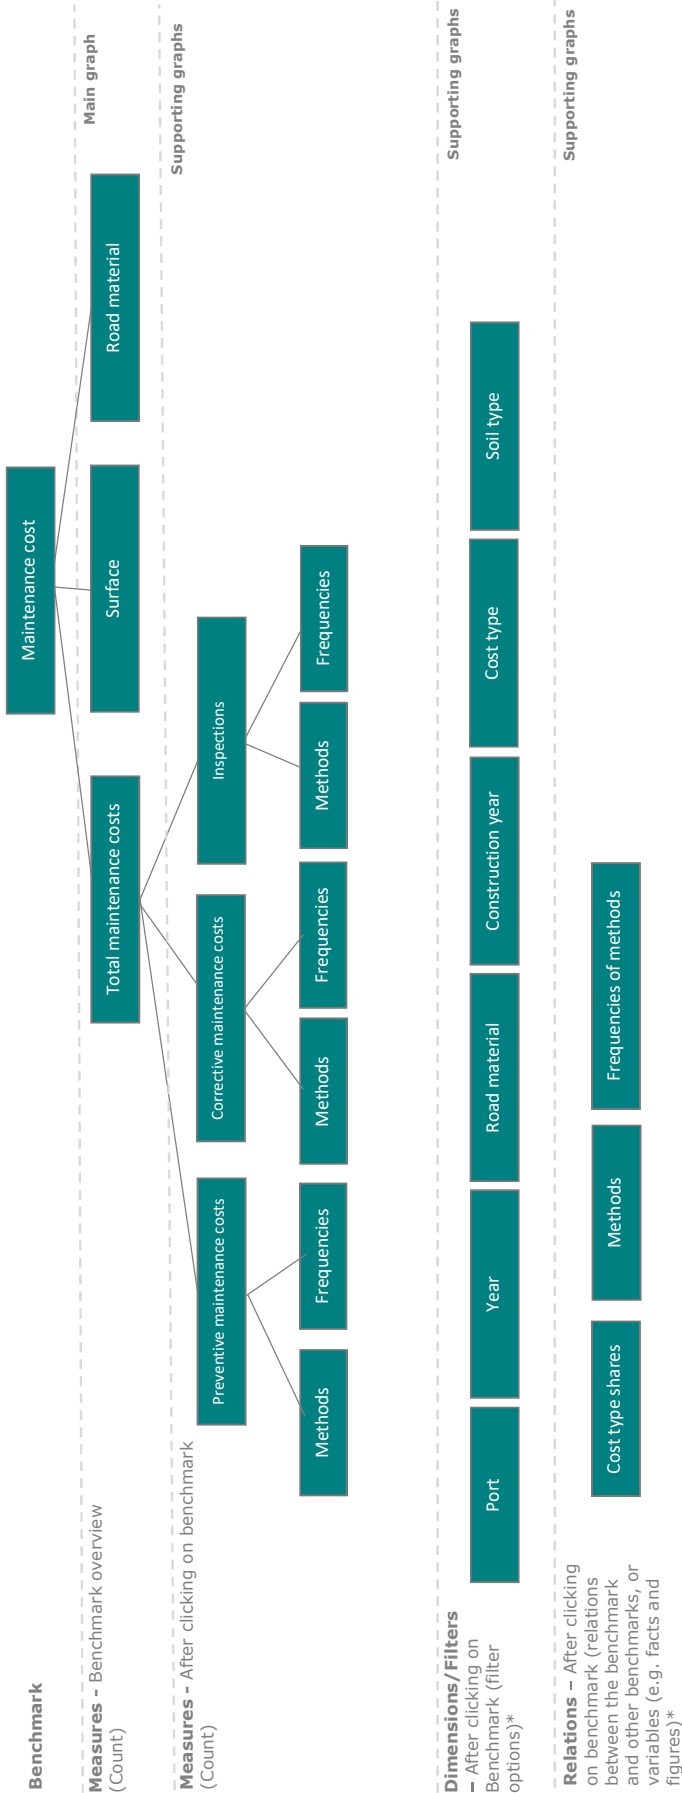 Benchmark
Maintenance cost
Measures - Benchmark overview
(Count)
Total maintenance costs
Surface
Road material
Main graph
Measures - After clicking on benchmark
(Count)
Preventive maintenance costs
Corrective maintenance costs
Inspections
Supporting graphs
Methods
Frequencies
Methods
Frequencies
Methods
Frequencies
Dimensions/Filters
– After clicking on
Benchmark (filter
options)*
Port
Year
Road material
Construction year
Cost type
Soil type
Supporting graphs
Relations – After clicking
on benchmark (relations
between the benchmark
and other benchmarks, or
variables (e.g. facts and
figures)*
Cost type shares
Methods
Frequencies of methods
Supporting graphs